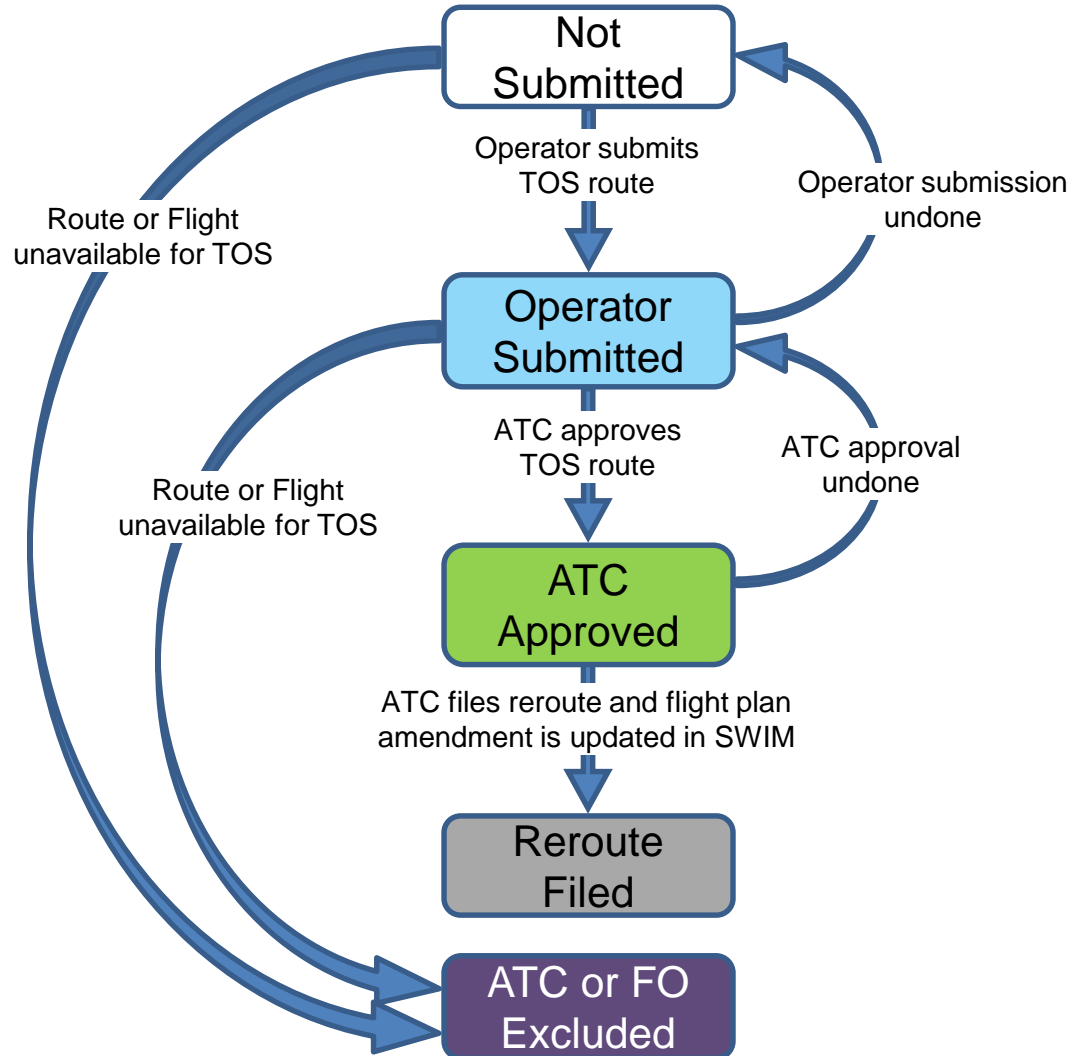 Not
Submitted
Operator submits
TOS route
Operator submission
undone
Route or Flight
unavailable for TOS
Operator
Submitted
ATC approves
TOS route
ATC approval
undone
Route or Flight
unavailable for TOS
ATC
Approved
ATC files reroute and flight plan
amendment is updated in SWIM
Reroute
Filed
ATC or FO
Excluded